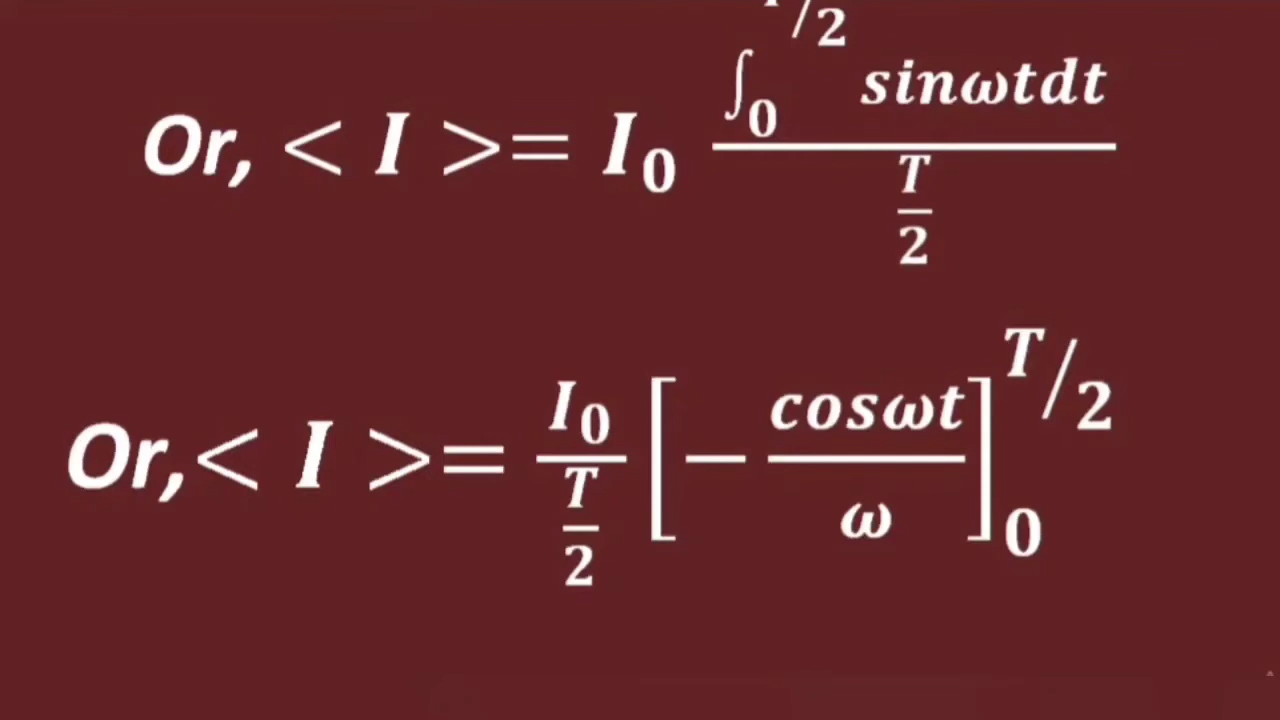 Or, < I >= I₀ ∫₀^T/2 sinωtdt / (T/2)
Or,< I >= I₀ / (T/2) [− cosωt / ω]₀^T/2